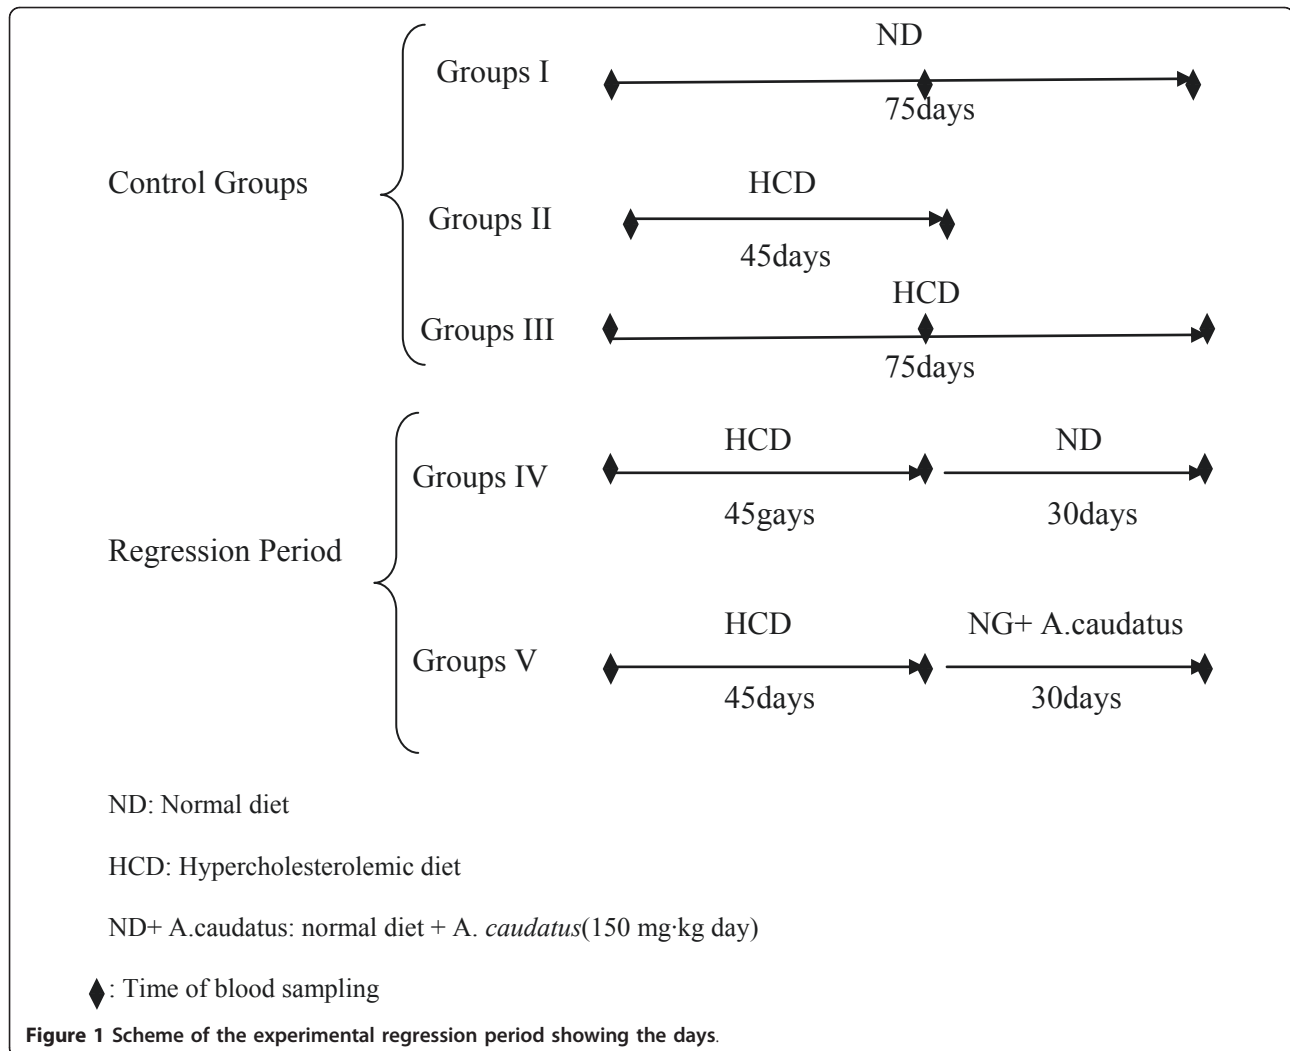 ND
Groups I
75days
Control Groups
HCD
Groups II
45days
HCD
Groups III
75days
Regression Period
HCD
ND
Groups IV
45gays
30days
HCD
NG+ A.caudatus
Groups V
45days
30days
ND: Normal diet
HCD: Hypercholesterolemic diet
ND+ A.caudatus: normal diet + A. caudatus(150 mg·kg day)
: Time of blood sampling
Figure 1 Scheme of the experimental regression period showing the days.